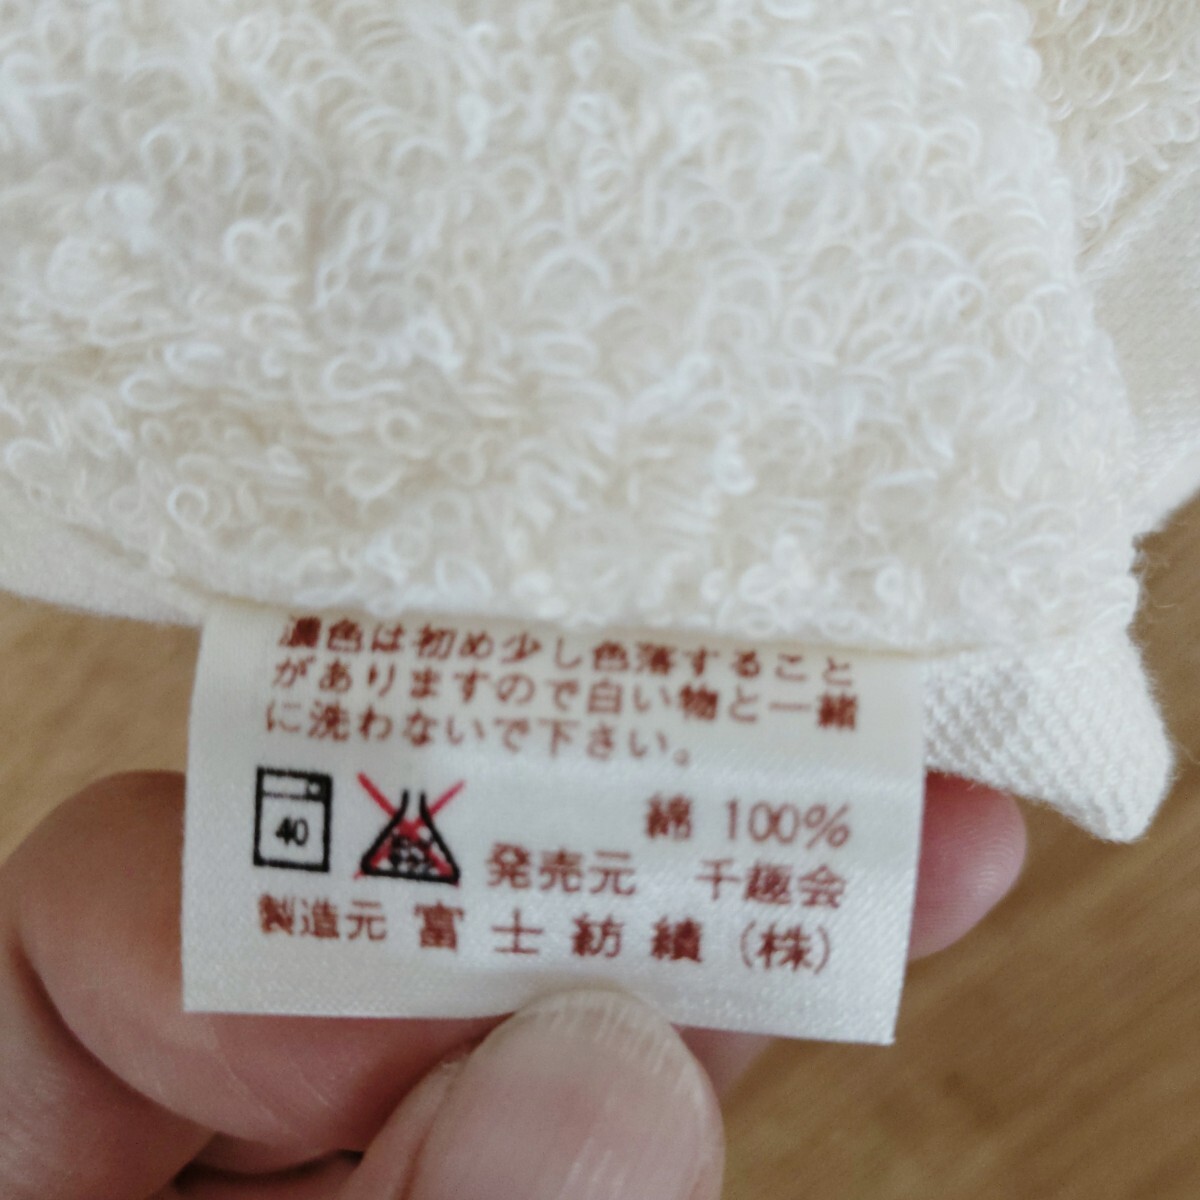 濃色は初め少し色落すること
がありますので白い物と一緒
に洗わないで下さい。
40
綿 100%
発売元 千趣会
製造元 富士紡績(株)